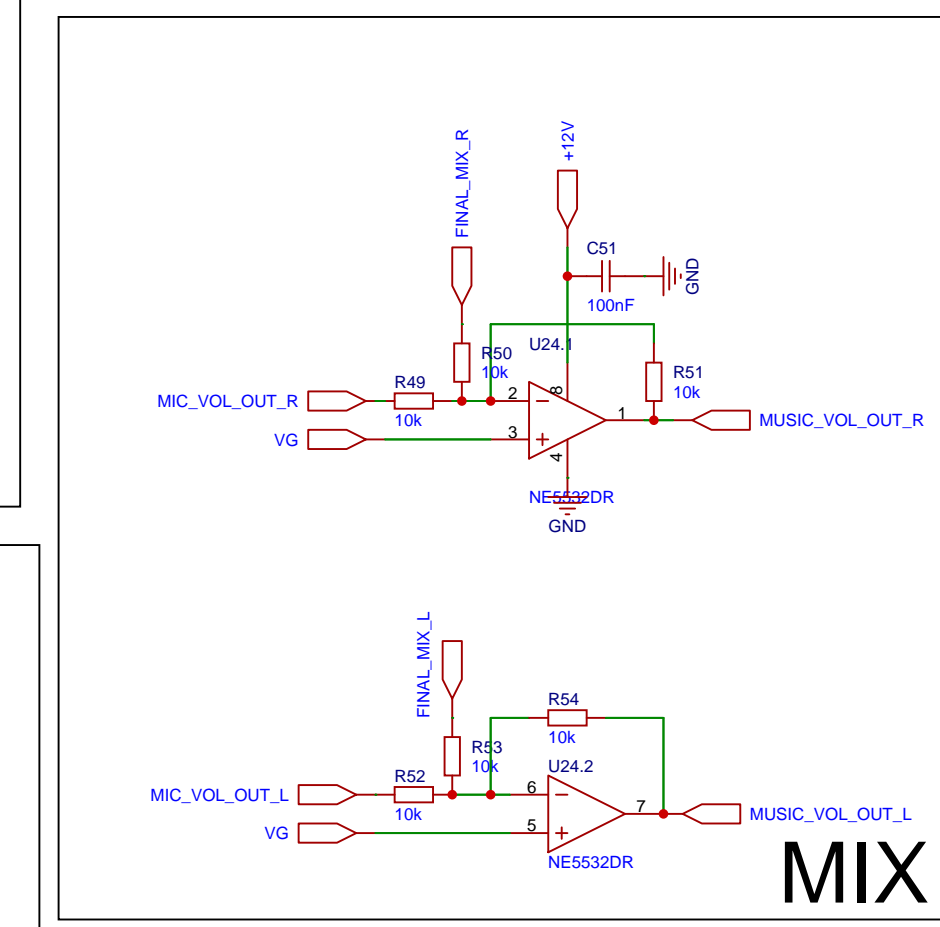 +12V
FINAL_MIX_R
C51
GND
100nF
U24.1
R50
10k
R51
10k
R49
10k
MIC_VOL_OUT_R
2
8
1
MUSIC_VOL_OUT_R
VG
3
4
NE5532DR
GND
FINAL_MIX_L
R54
10k
R53
10k
U24.2
R52
10k
MIC_VOL_OUT_L
6
7
MUSIC_VOL_OUT_L
VG
5
NE5532DR
MIX